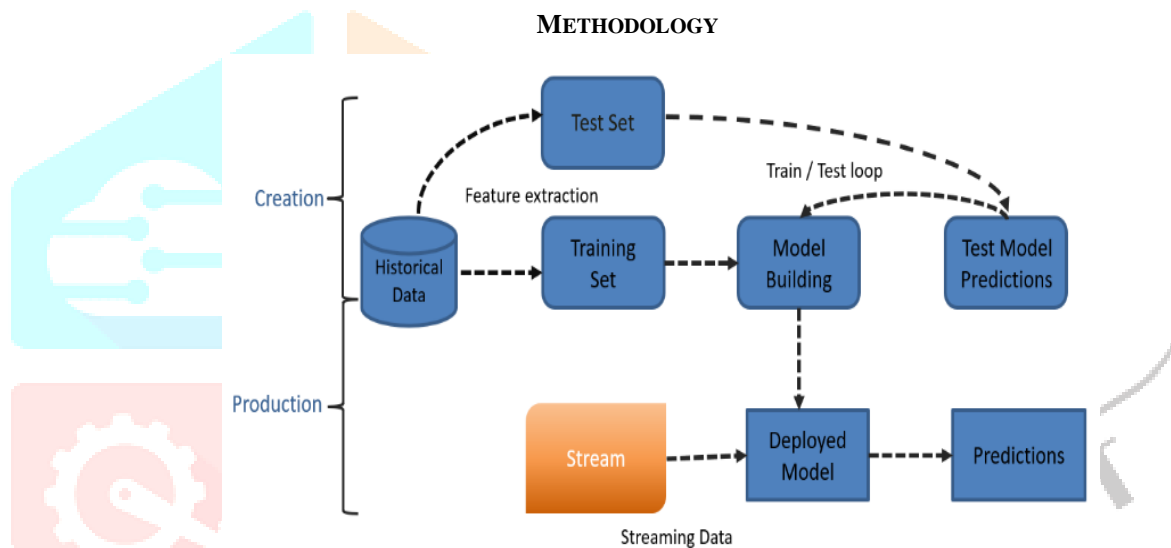 METHODOLOGY
Test Set
Train / Test loop
Creation
Feature extraction
Historical
Data
Training
Set
Model
Building
Test Model
Predictions
Production
Stream
Deployed
Model
Predictions
Streaming Data